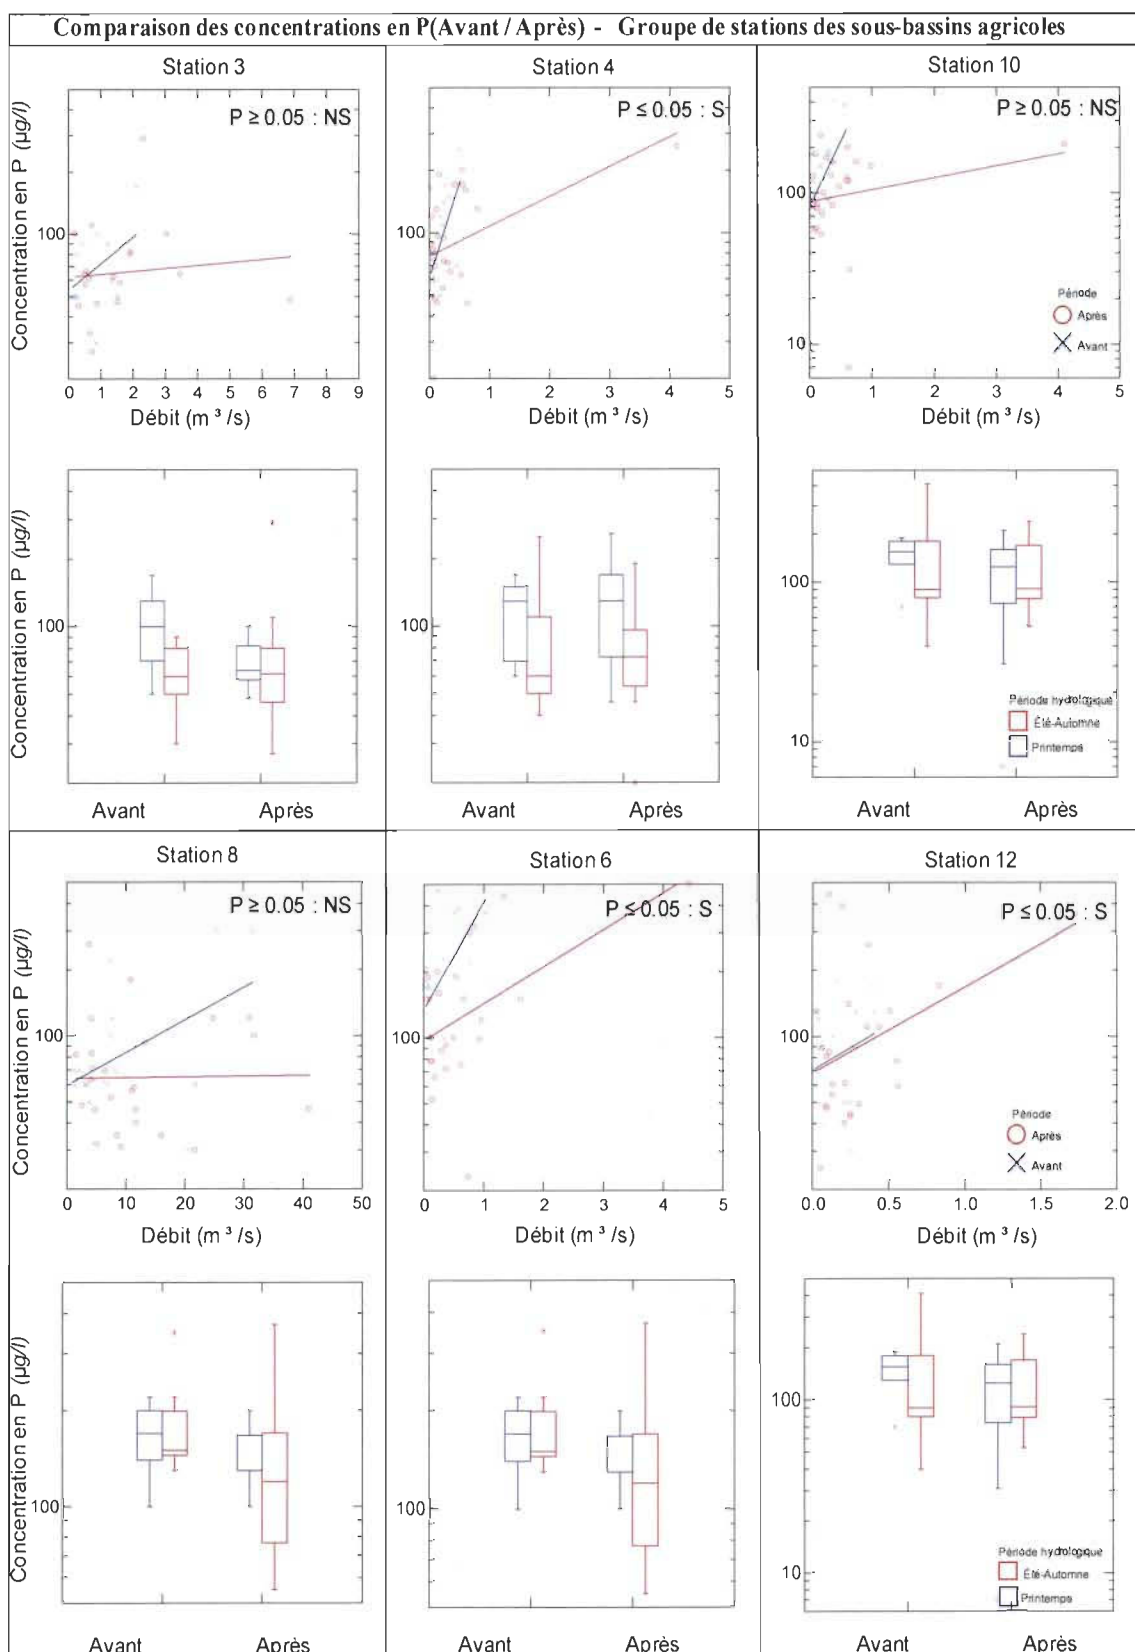 Comparaison des concentrations en P(Avant / Après) - Groupe de stations des sous-bassins agricoles
Station 3
Concentration en P (µg/l)
P ≥ 0.05 : NS
100
0 1 2 3 4 5 6 7 8 9
Débit (m³/s)
Station 4
P ≤ 0.05 : S
100
0 1 2 3 4 5
Débit (m³/s)
Station 10
P ≥ 0.05 : NS
100
10
Période
Après
Avant
0 1 2 3 4 5
Débit (m³/s)
Concentration en P (µg/l)
100
Avant Après
100
Avant Après
100
10
Période hydrologique
Été-Automne
Printemps
Avant Après
Station 8
Concentration en P (µg/l)
P ≥ 0.05 : NS
100
0 10 20 30 40 50
Débit (m³/s)
Station 6
P ≤ 0.05 : S
100
0 1 2 3 4 5
Débit (m³/s)
Station 12
P ≤ 0.05 : S
100
Période
Après
Avant
0.0 0.5 1.0 1.5 2.0
Débit (m³/s)
Concentration en P (µg/l)
100
Avant Après
100
Avant Après
100
10
Période hydrologique
Été-Automne
Printemps
Avant Après